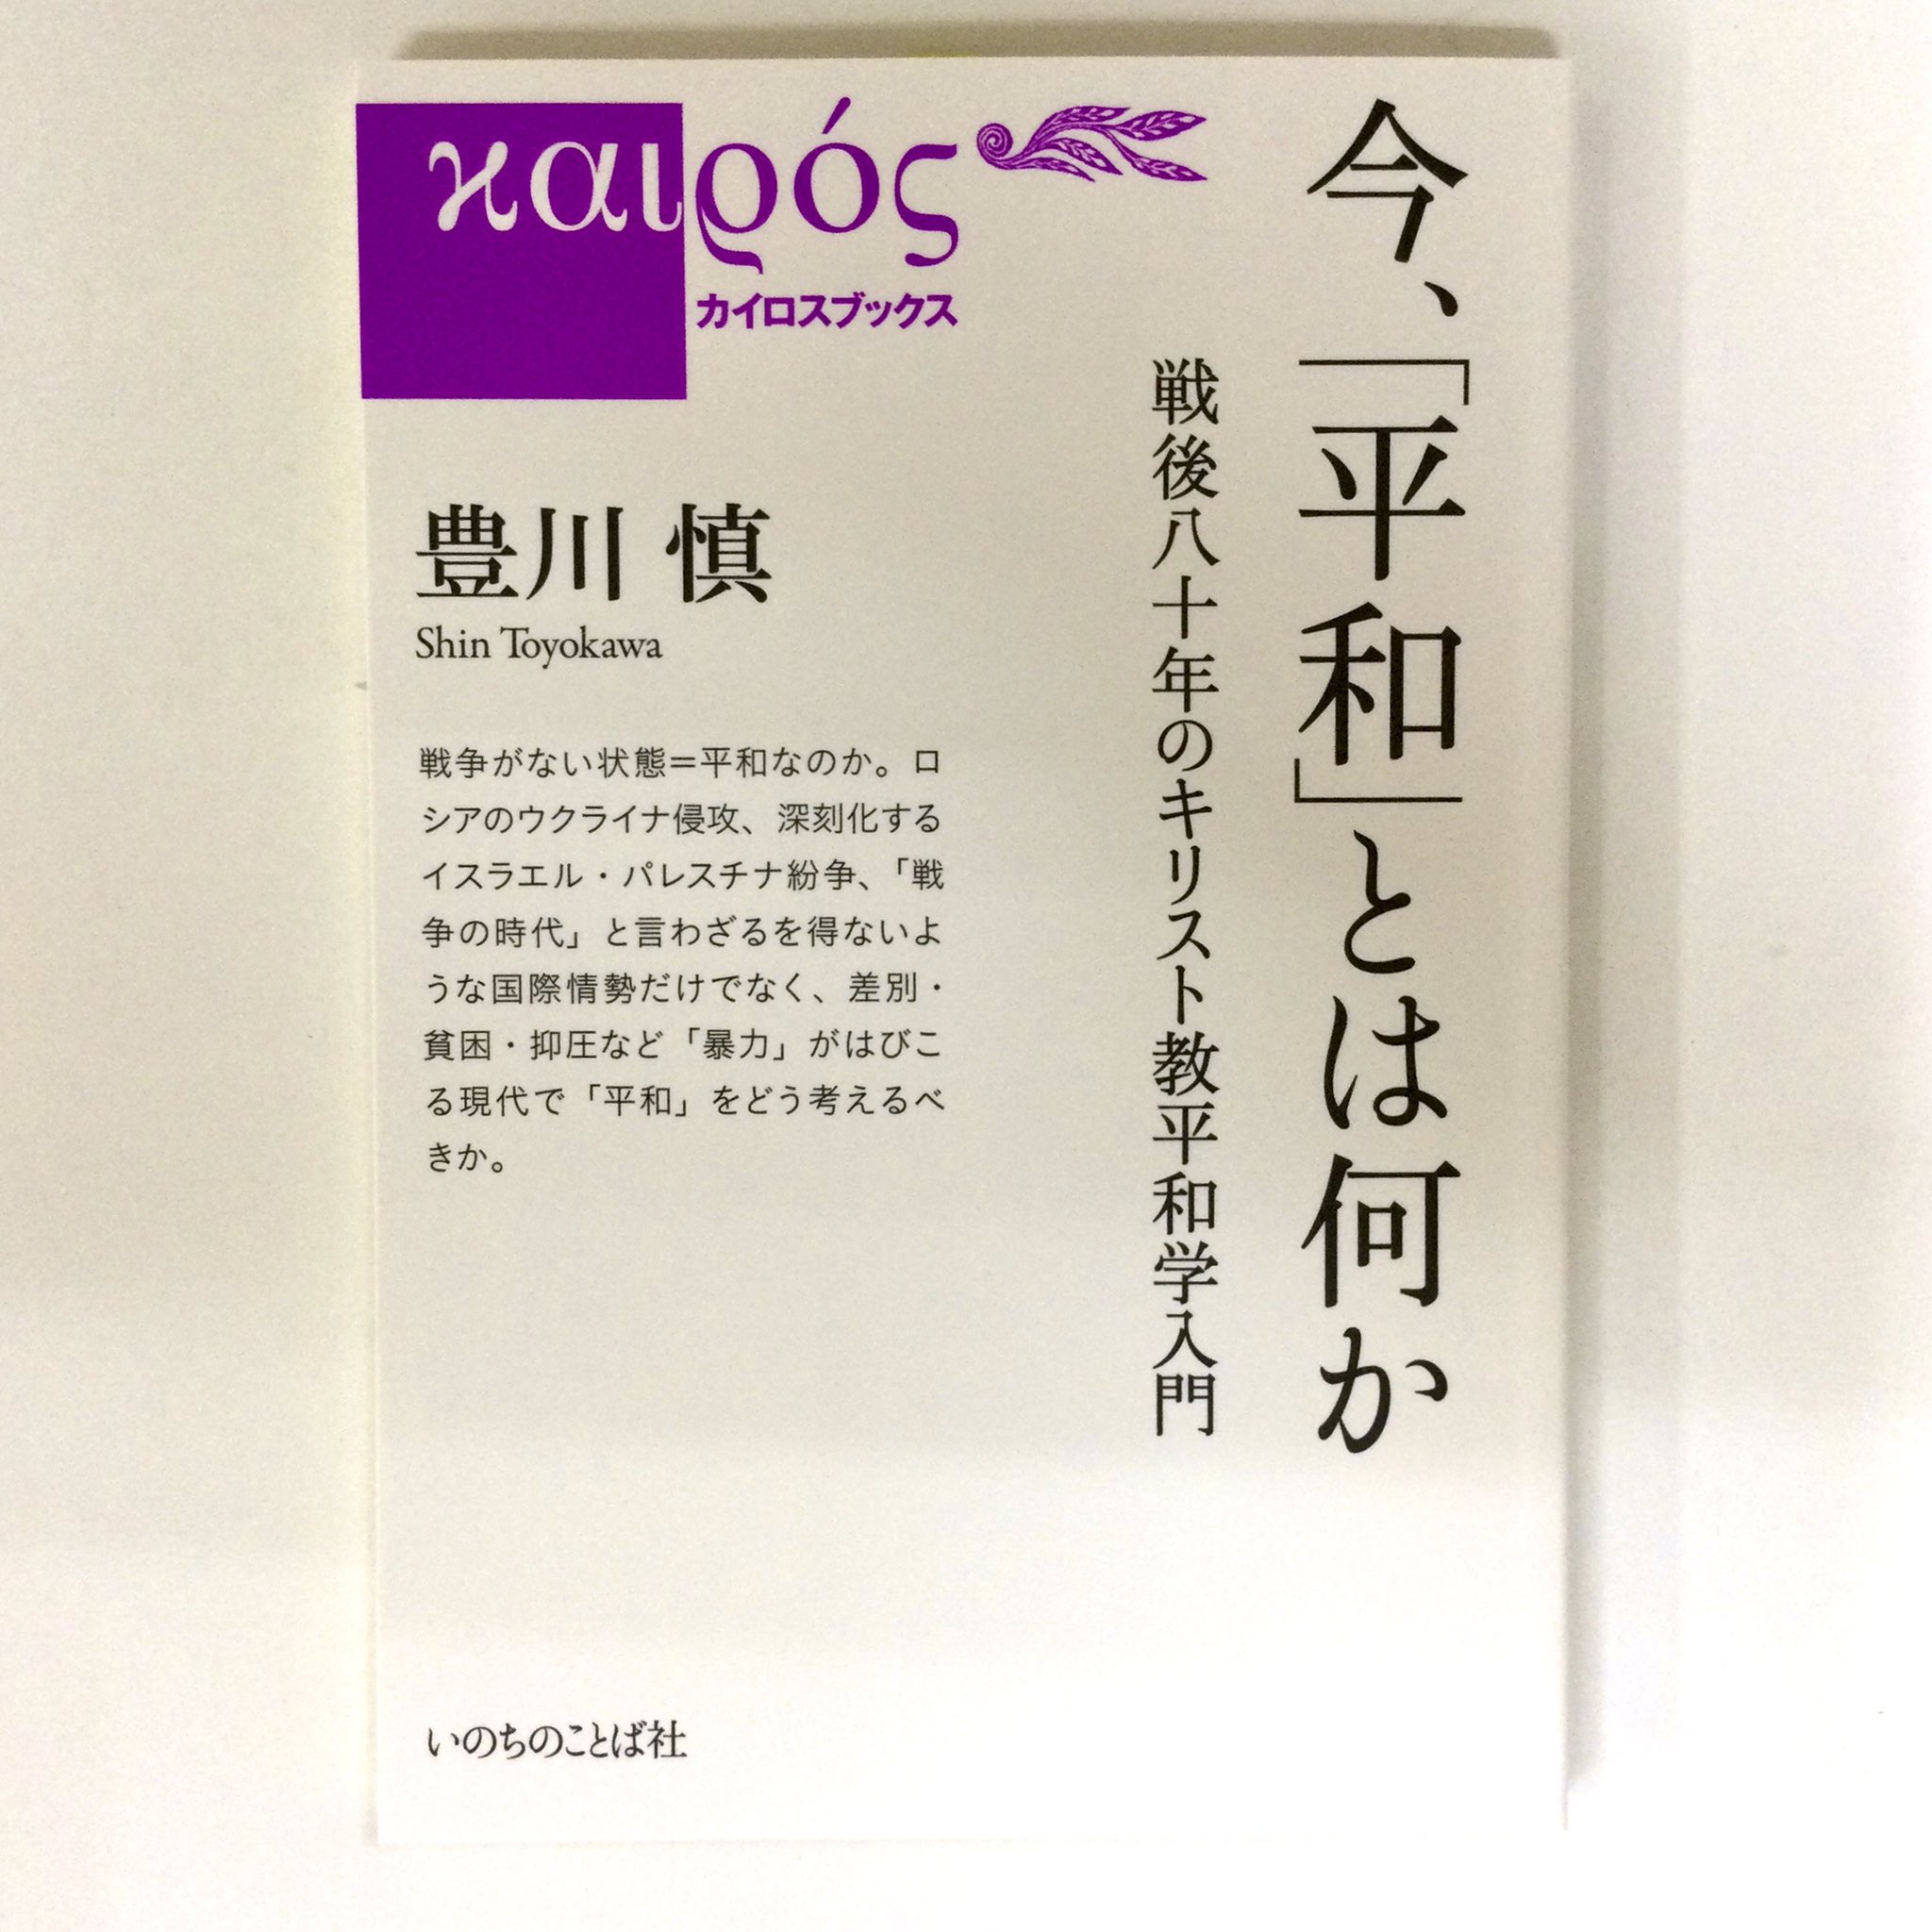 今、「平和」とは何か
戦後八十年のキリスト教平和学入門
ϰαιρός
カイロスブックス
豊川 慎
Shin Toyokawa
戦争がない状態＝平和なのか。ロ
シアのウクライナ侵攻、深刻化する
イスラエル・パレスチナ紛争、「戦
争の時代」と言わざるを得ないよ
うな国際情勢だけでなく、差別・
貧困・抑圧など「暴力」がはびこ
る現代で「平和」をどう考えるべ
きか。
いのちのことば社